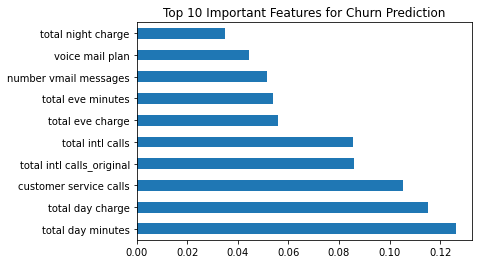 Top 10 Important Features for Churn Prediction
total night charge
voice mail plan
number vmail messages
total eve minutes
total eve charge
total intl calls
total intl calls_original
customer service calls
total day charge
total day minutes
0.00 0.02 0.04 0.06 0.08 0.10 0.12